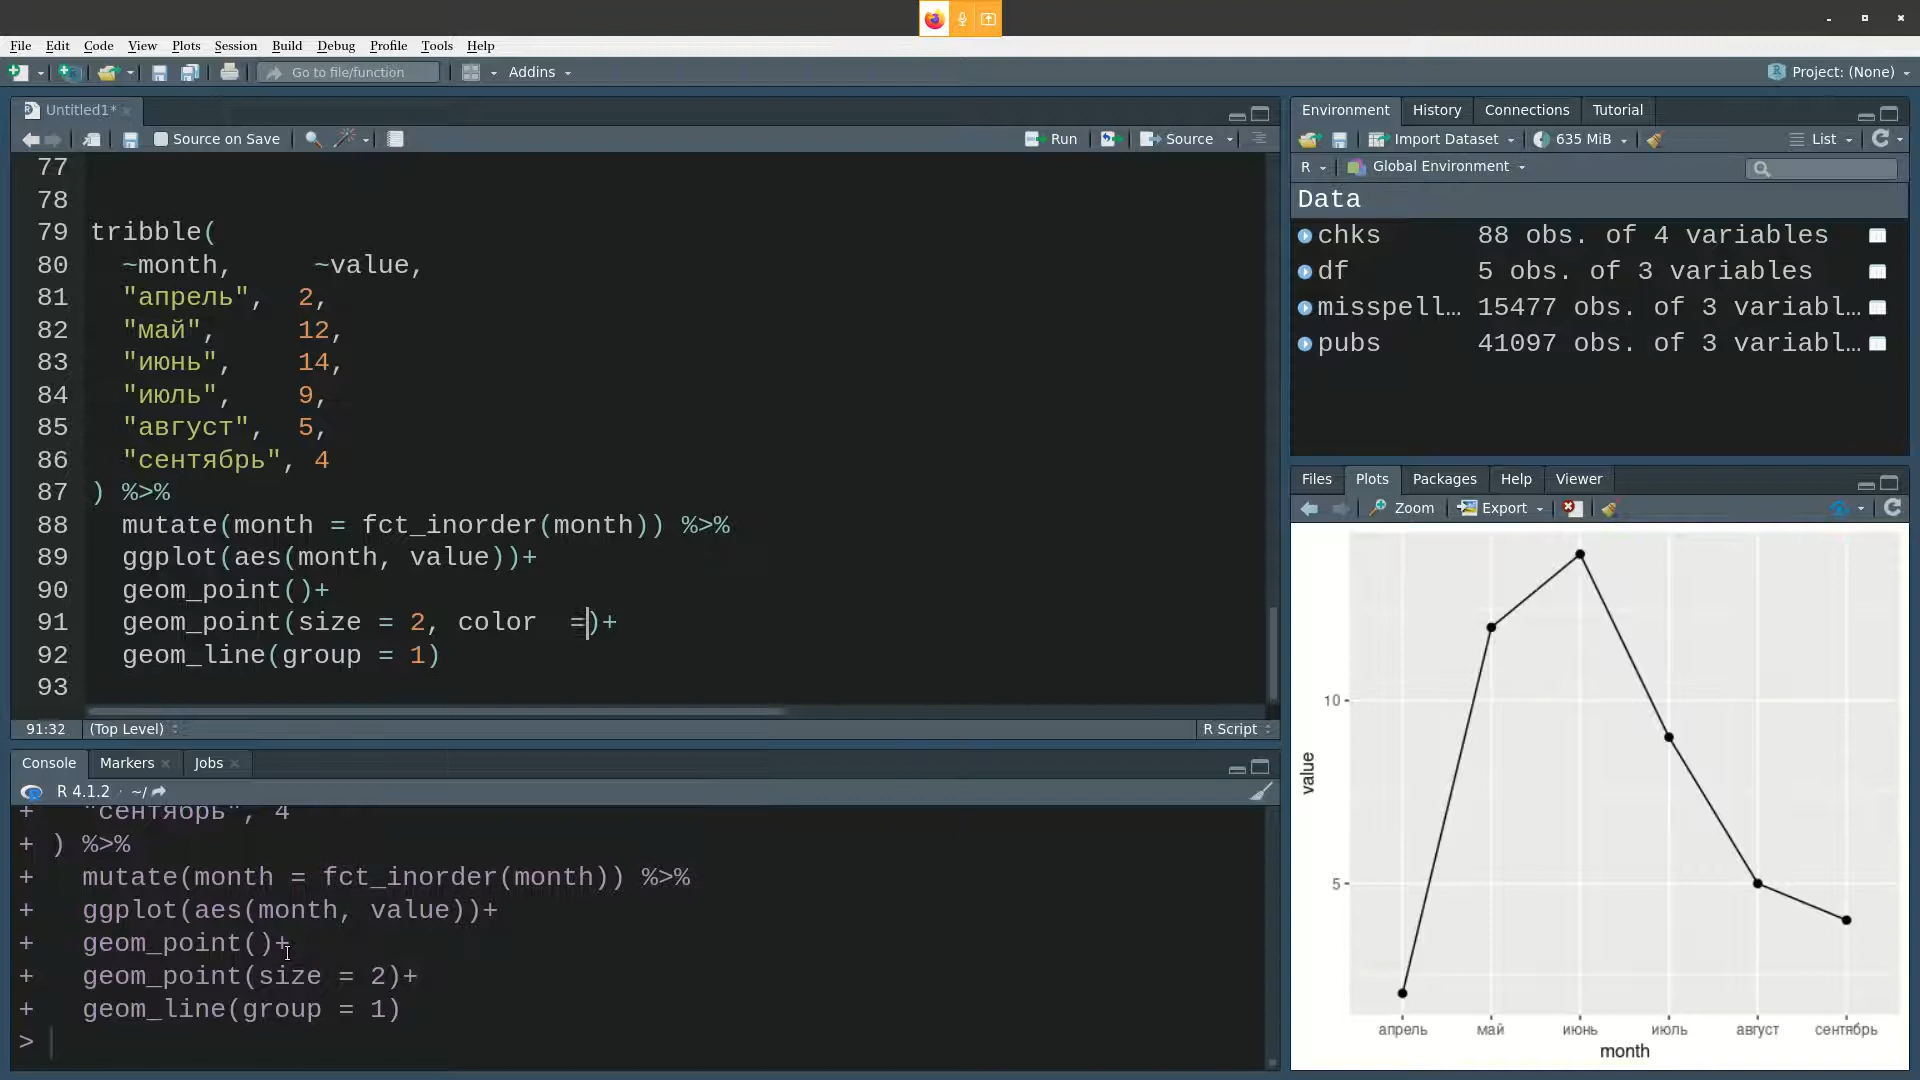 File Edit Code View Plots Session Build Debug Profile Tools Help
Go to file/function Addins Project: (None)
Untitled1*
Source on Save Run Source
77
78
79 tribble(
80 ~month, ~value,
81 "апрель", 2,
82 "май", 12,
83 "июнь", 14,
84 "июль", 9,
85 "август", 5,
86 "сентябрь", 4
87 ) %>%
88 mutate(month = fct_inorder(month)) %>%
89 ggplot(aes(month, value))+
90 geom_point()+
91 geom_point(size = 2, color  =)+
92 geom_line(group = 1)
93
91:32 (Top Level) R Script
Console Markers Jobs
R 4.1.2 · ~/
+ "сентябрь", 4
+ ) %>%
+ mutate(month = fct_inorder(month)) %>%
+ ggplot(aes(month, value))+
+ geom_point()+
+ geom_point(size = 2)+
+ geom_line(group = 1)
>
Environment History Connections Tutorial
Import Dataset 635 MiB List
R Global Environment
Data
chks 88 obs. of 4 variables
df 5 obs. of 3 variables
misspell… 15477 obs. of 3 variabl…
pubs 41097 obs. of 3 variabl…
Files Plots Packages Help Viewer
Zoom Export
10
5
value
апрель май июнь июль август сентябрь
month